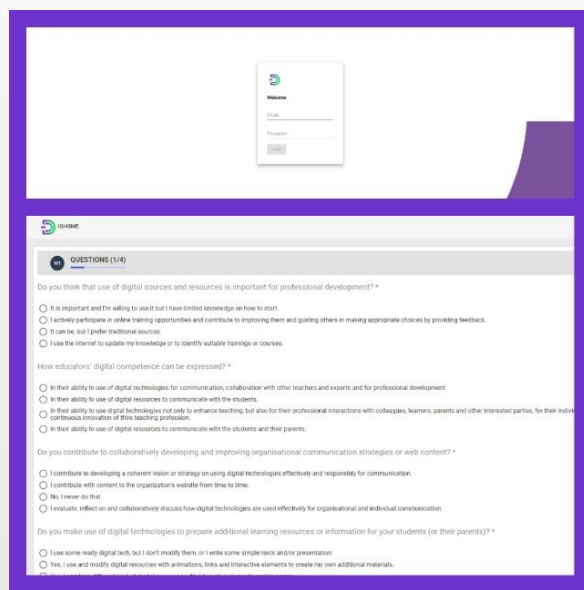 Welcome
Email
Password
Login
QUESTIONS (1/4)
Do you think that use of digital sources and resources is important for professional development? *
It is important and I'm willing to use it but I have limited knowledge on how to start.
I actively participate in online training opportunities and contribute to improving them and guiding others in making appropriate choices by providing feedback.
It can be, but I prefer traditional sources.
I use the internet to update my knowledge or to identify suitable trainings or courses.
How educators' digital competence can be expressed? *
In their ability to use of digital technologies for communication, collaboration with other teachers and experts and for professional development.
In their ability to use of digital resources to communicate with the students.
In their ability to use digital technologies not only to enhance teaching, but also for their professional interactions with colleagues, learners, parents and other interested parties, for their
continuous innovation of thire teaching profession.
In their ability to use of digital resources to communicate with the students and their parents.
Do you contribute to collaboratively developing and improving organisational communication strategies or web content? *
I contribute to developing a coherent vision or strategy on using digital technologies effectively and responsibly for communication.
I contribute with content to the organization's website from time to time.
No, I never do that.
I evaluate, reflect on and collaboratively discuss how digital technologies are used effectively for organisational and individual communication.
Do you make use of digital technologies to prepare additional learning resources or information for your students (or their parents)? *
I use some ready digital tech, but I don't modify them, or I write some simple texts and/or presentation.
Yes, I use and modify digital resources with animations, links and interactive elements to create my own additional materials.